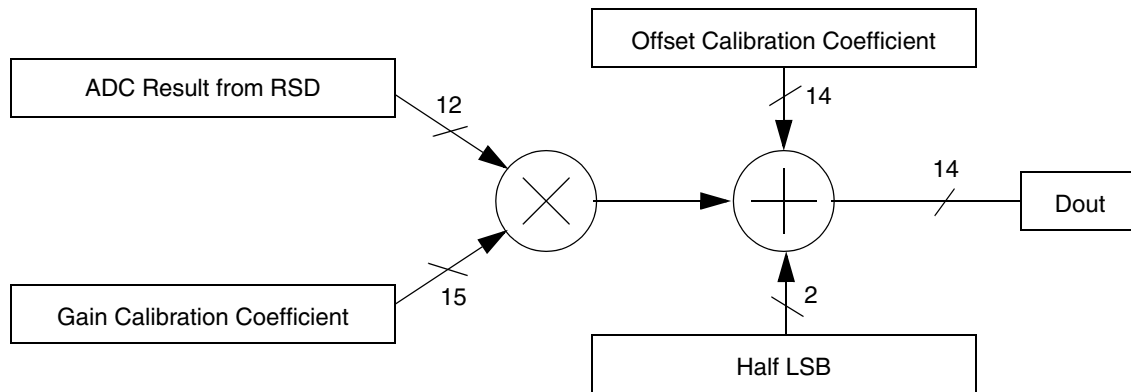 Offset Calibration Coefficient
ADC Result from RSD
12
14
14
Dout
15
2
Gain Calibration Coefficient
Half LSB